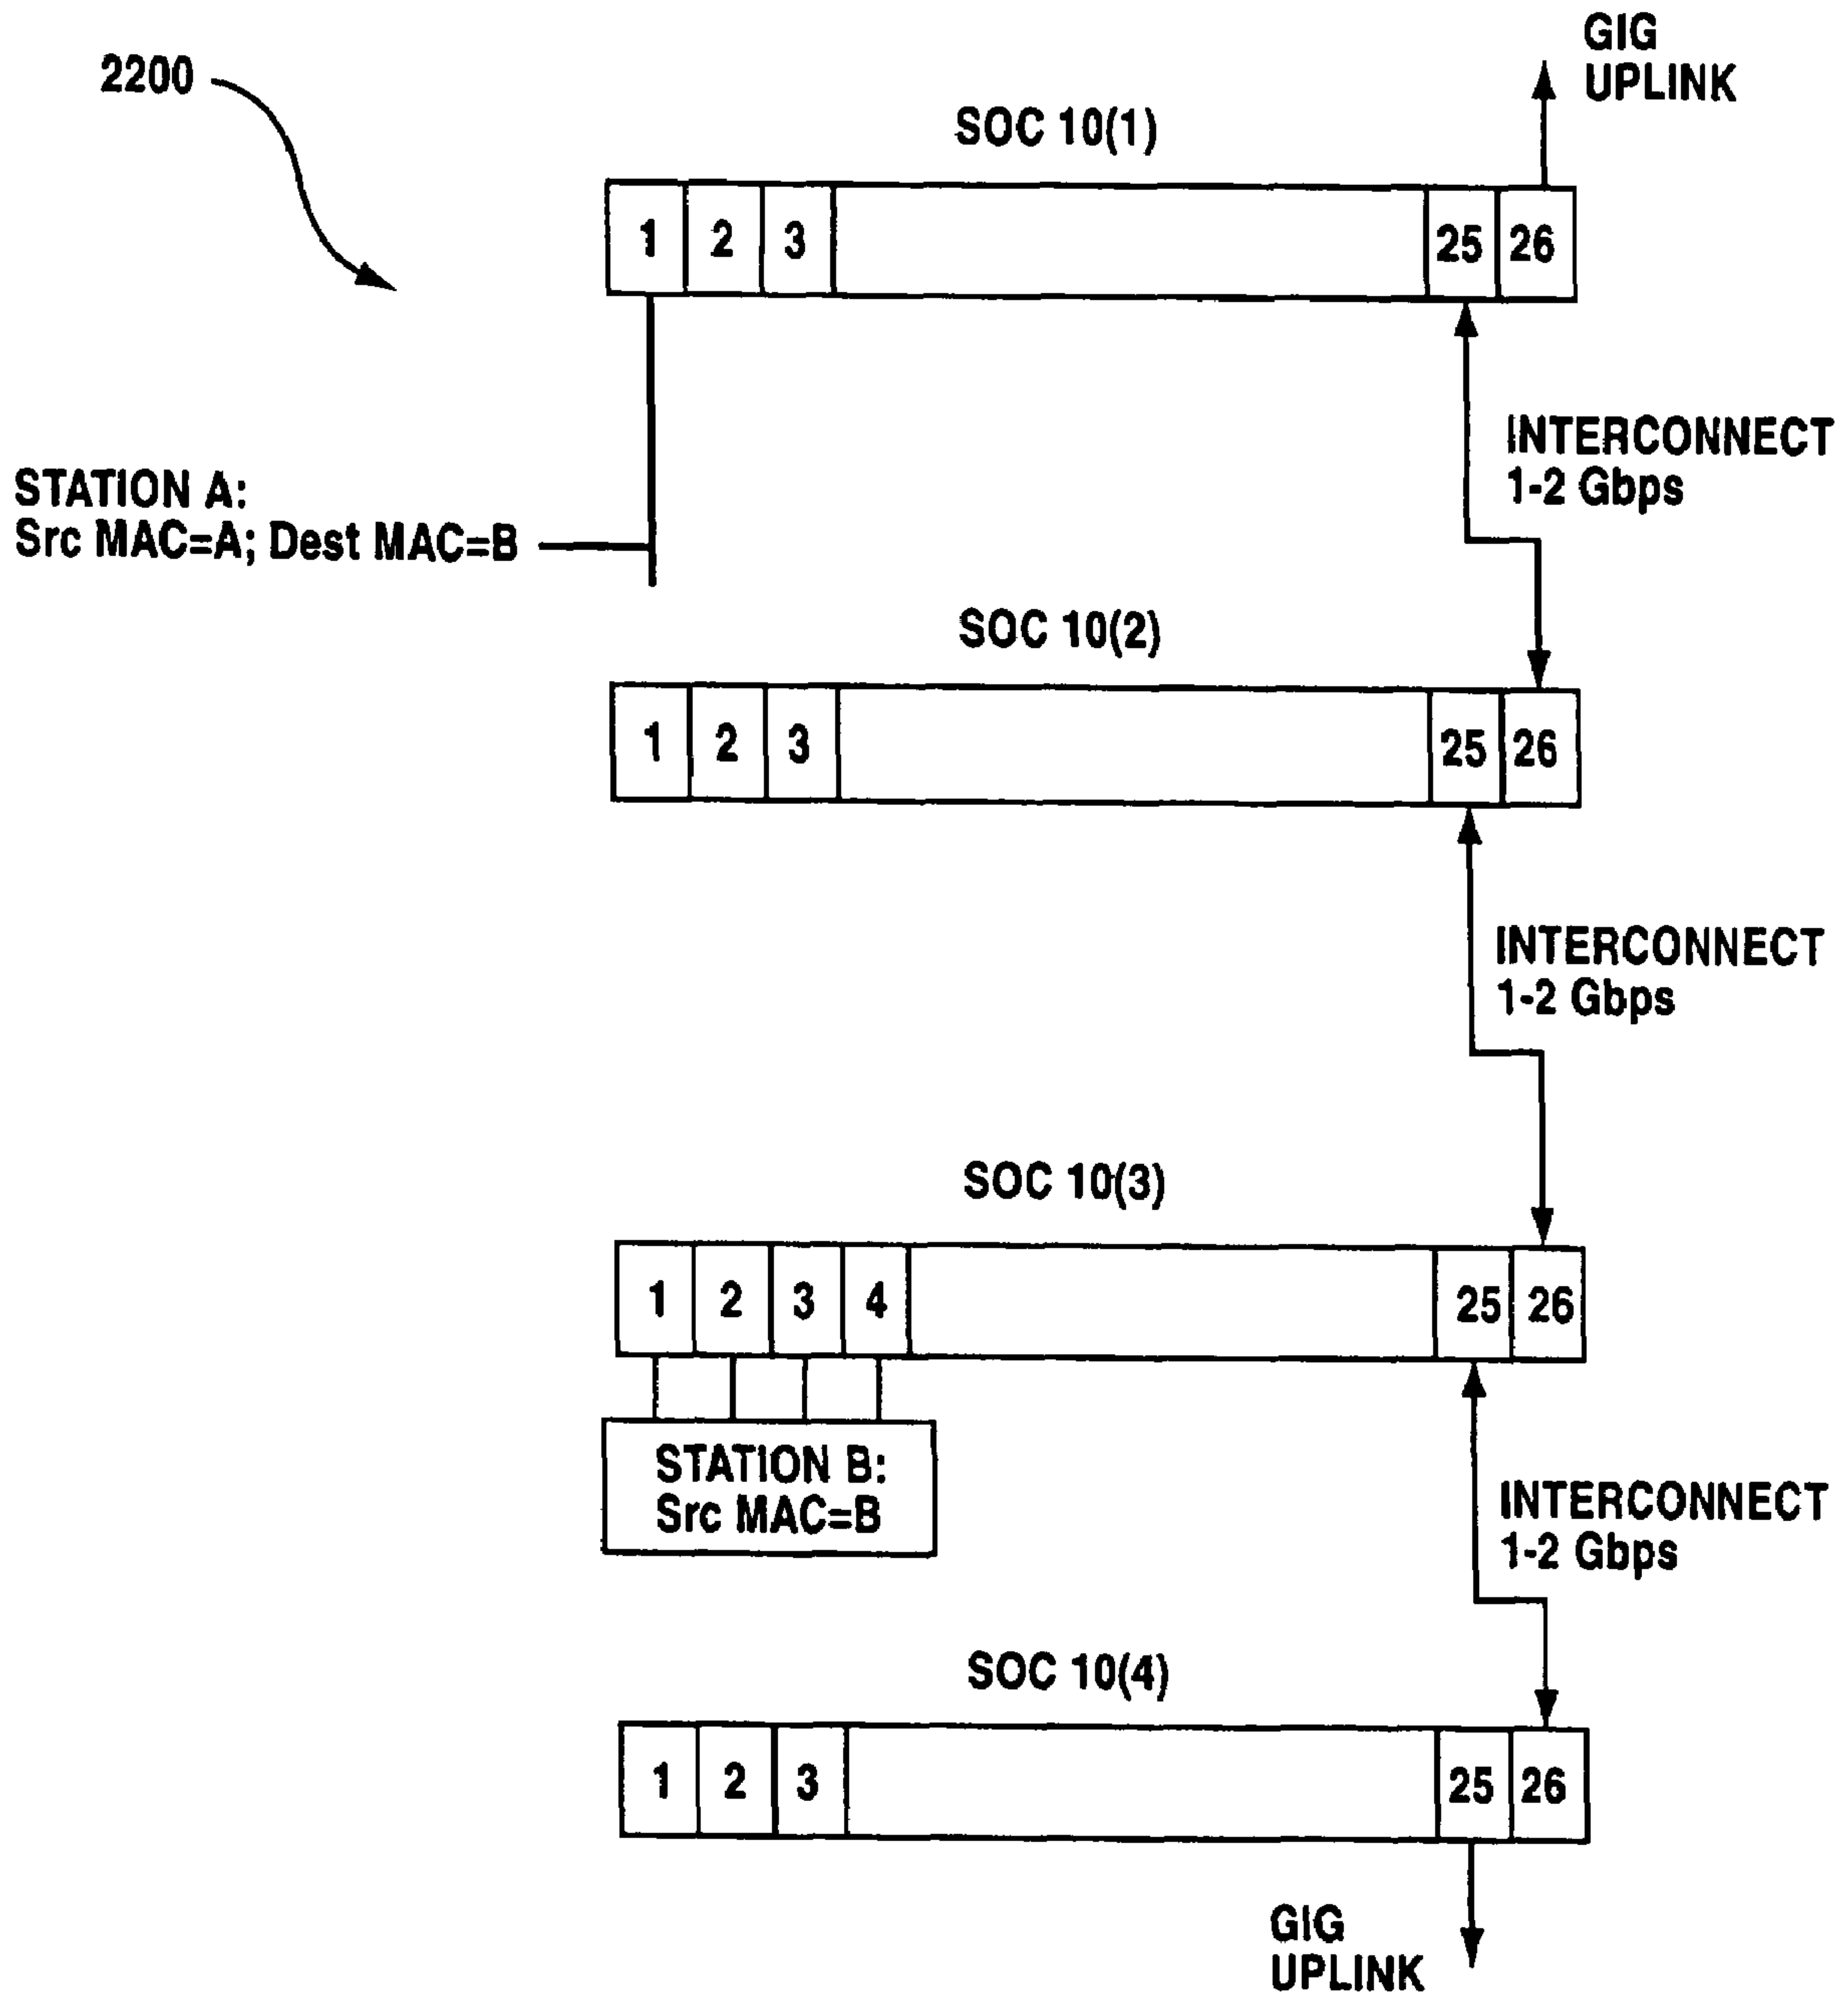 GIG
UPLINK
2200
SOC 10(1)
1 2 3 25 26
INTERCONNECT
1-2 Gbps
STATION A:
Src MAC=A; Dest MAC=B
SOC 10(2)
1 2 3 25 26
INTERCONNECT
1-2 Gbps
SOC 10(3)
1 2 3 4 25 26
STATION B:
Src MAC=B
INTERCONNECT
1-2 Gbps
SOC 10(4)
1 2 3 25 26
GIG
UPLINK